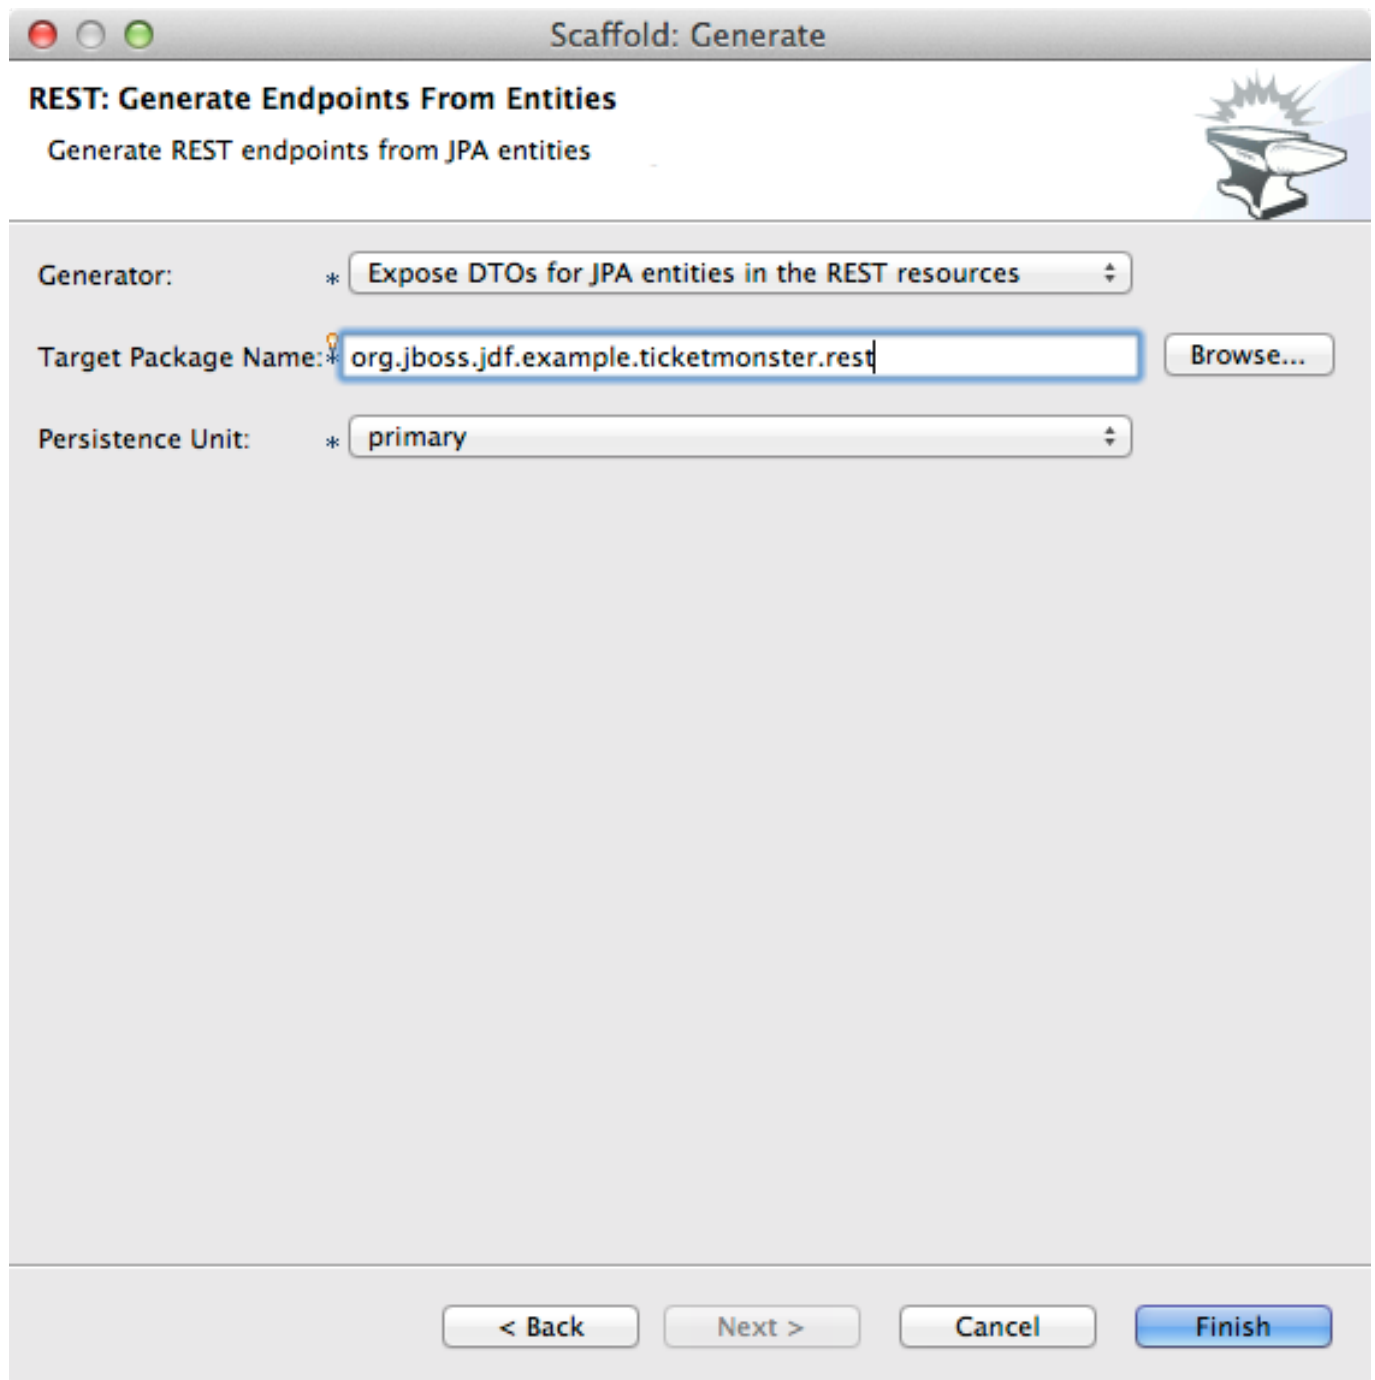 Scaffold: Generate
REST: Generate Endpoints From Entities
Generate REST endpoints from JPA entities
Generator: * Expose DTOs for JPA entities in the REST resources
Target Package Name: * org.jboss.jdf.example.ticketmonster.rest Browse...
Persistence Unit: * primary
< Back Next > Cancel Finish